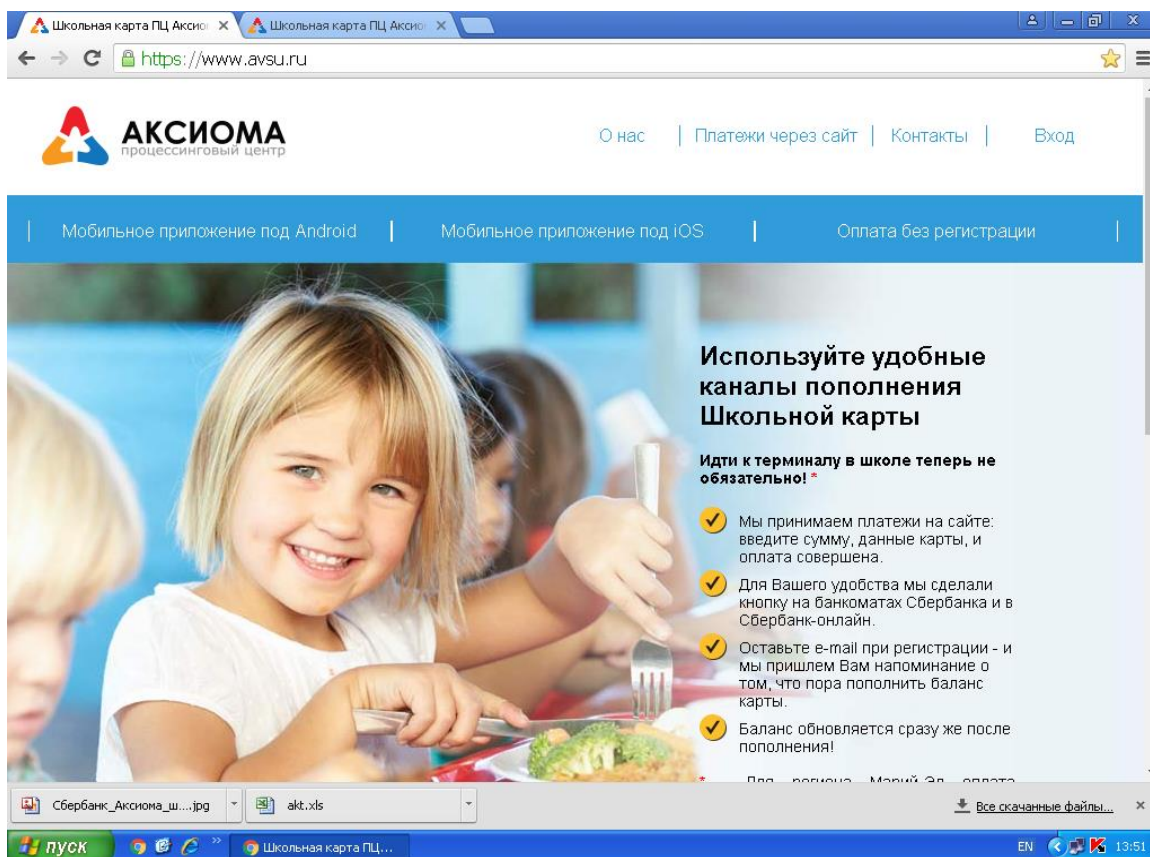 Школьная карта ПЦ Аксио
Школьная карта ПЦ Аксио
https://www.avsu.ru
АКСИОМА
процессинговый центр
О нас | Платежи через сайт | Контакты | Вход
| Мобильное приложение под Android | Мобильное приложение под iOS | Оплата без регистрации |
Используйте удобные
каналы пополнения
Школьной карты
Идти к терминалу в школе теперь не
обязательно! *
Мы принимаем платежи на сайте:
введите сумму, данные карты, и
оплата совершена.
Для Вашего удобства мы сделали
кнопку на банкоматах Сбербанка и в
Сбербанк-онлайн.
Оставьте e-mail при регистрации - и
мы пришлем Вам напоминание о
том, что пора пополнить баланс
карты.
Баланс обновляется сразу же после
пополнения!
* Для региона Марий-Эл оплата
Сбербанк_Аксиома_ш....jpg
akt.xls
Все скачанные файлы...
пуск
Школьная карта ПЦ...
EN
13:51